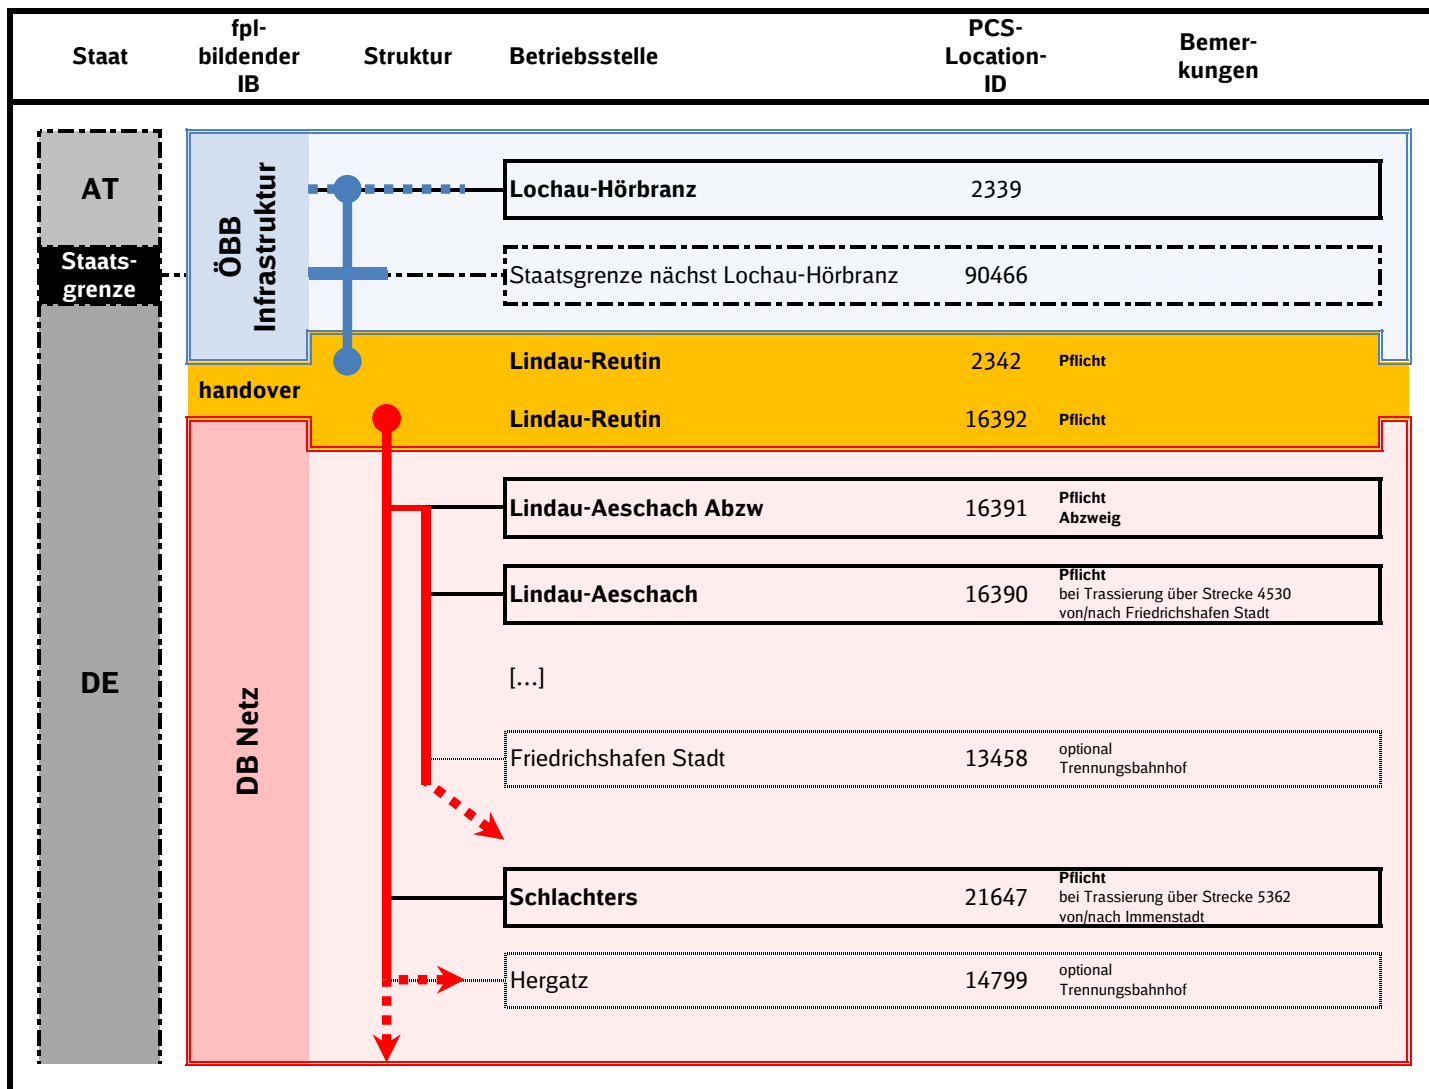 Staat
fpl-
bildender
IB
Struktur
Betriebsstelle
PCS-
Location-
ID
Bemer-
kungen
AT
Staats-
grenze
DE
ÖBB
Infrastruktur
handover
DB Netz
Lochau-Hörbranz 2339
Staatsgrenze nächst Lochau-Hörbranz 90466
Lindau-Reutin 2342 Pflicht
Lindau-Reutin 16392 Pflicht
Lindau-Aeschach Abzw 16391 Pflicht
Abzweig
Lindau-Aeschach 16390 Pflicht
bei Trassierung über Strecke 4530
von/nach Friedrichshafen Stadt
[...]
Friedrichshafen Stadt 13458 optional
Trennungsbahnhof
Schlachters 21647 Pflicht
bei Trassierung über Strecke 5362
von/nach Immenstadt
Hergatz 14799 optional
Trennungsbahnhof